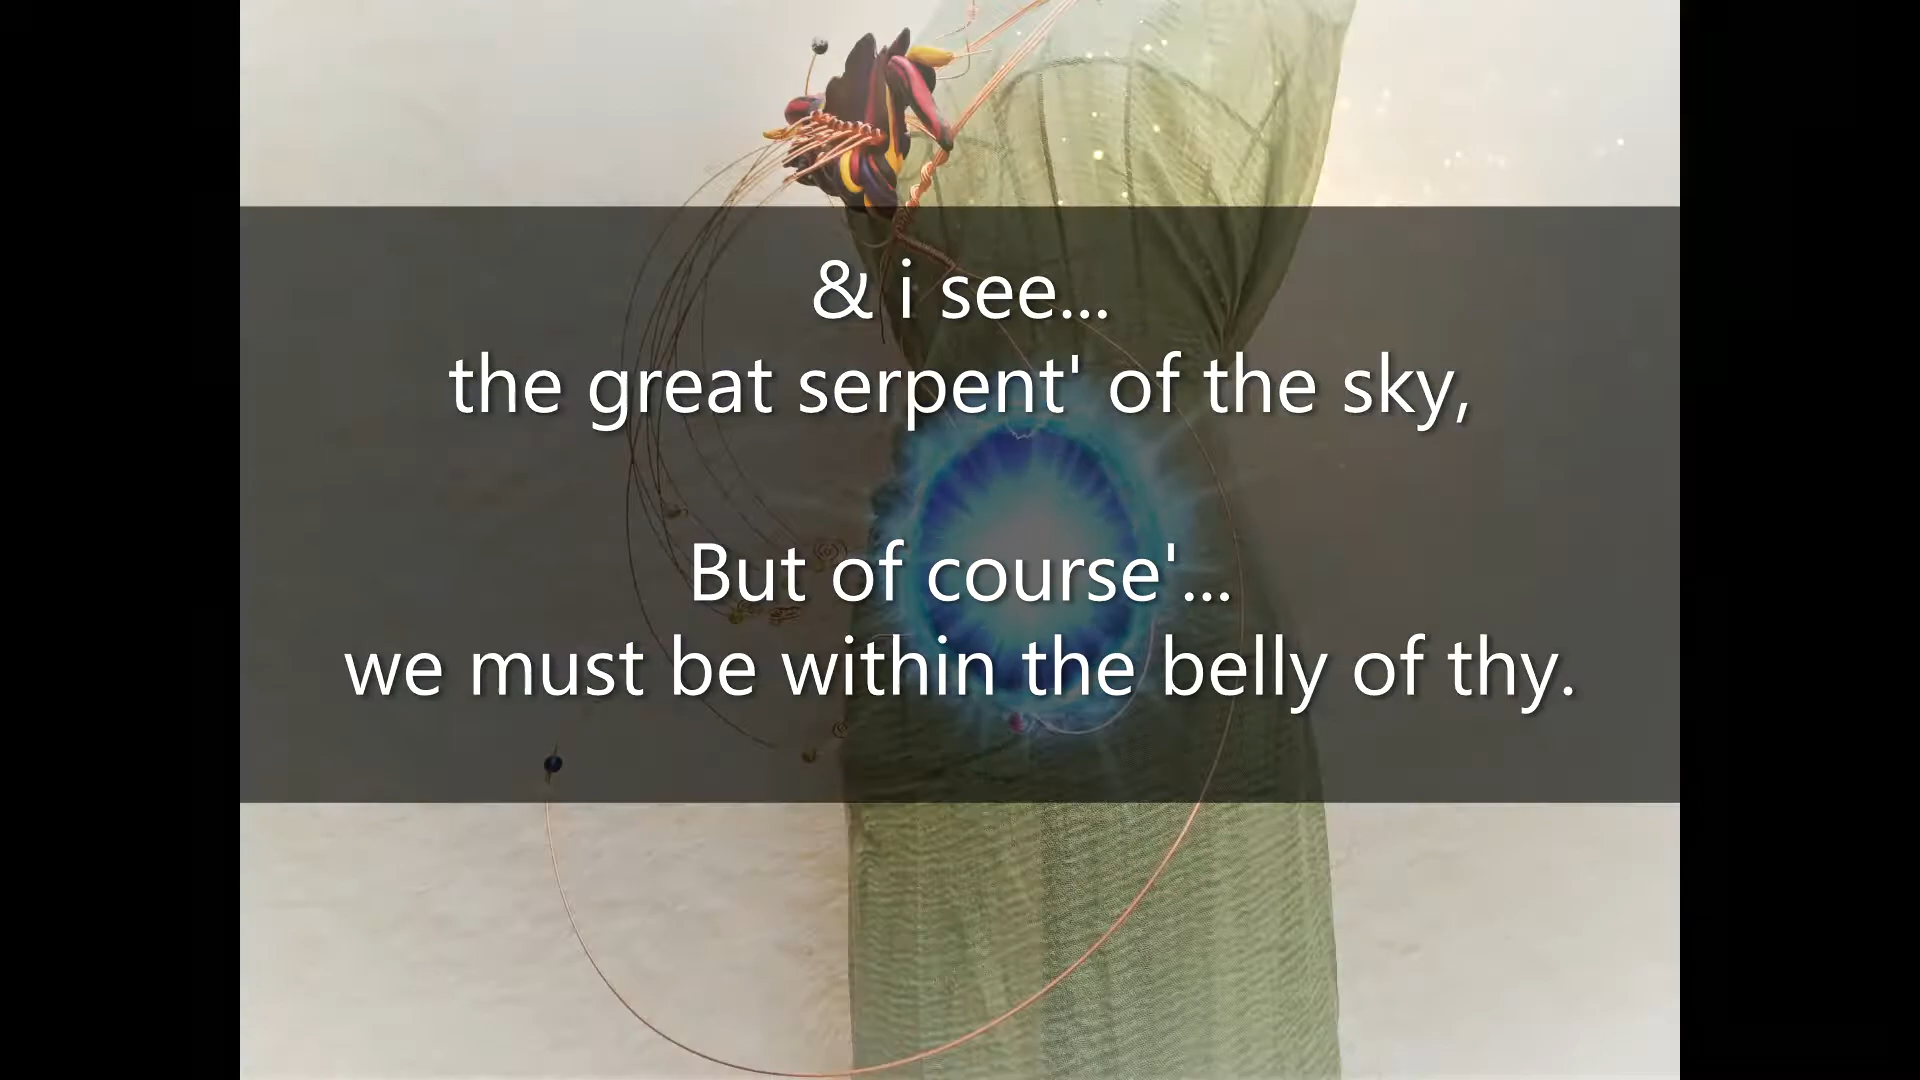 & i see...
the great serpent' of the sky,
But of course'...
we must be within the belly of thy.